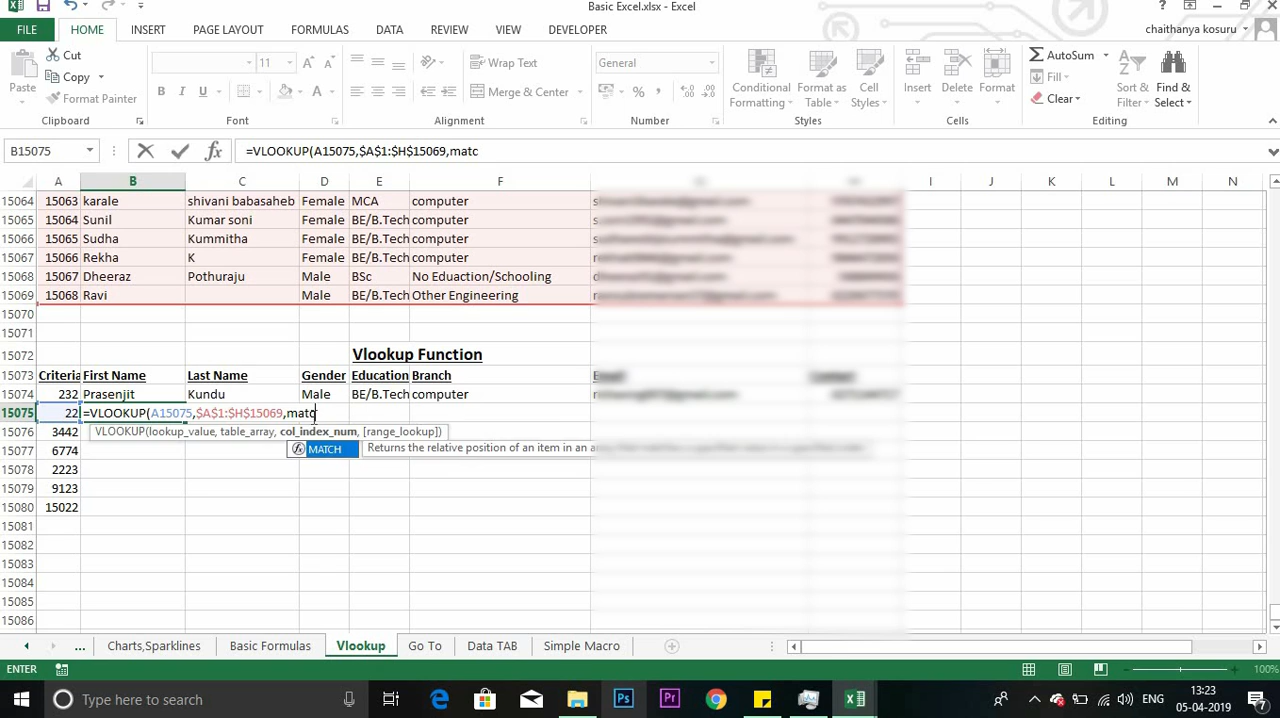 Basic Excel.xlsx - Excel
FILE HOME INSERT PAGE LAYOUT FORMULAS DATA REVIEW VIEW DEVELOPER chaithanya kosuru
Paste Cut Copy Format Painter
11
B I U
Wrap Text
Merge & Center
General
Conditional Formatting Format as Table Cell Styles
Insert Delete Format
AutoSum Fill Clear
Sort & Filter Find & Select
Clipboard Font Alignment Number Styles Cells Editing
B15075 =VLOOKUP(A15075,$A$1:$H$15069,matc
A B C D E F I J K L M N
15064 15063 karale shivani babasaheb Female MCA computer
15065 15064 Sunil Kumar soni Female BE/B.Tech computer
15066 15065 Sudha Kummitha Female BE/B.Tech computer
15067 15066 Rekha K Female BE/B.Tech computer
15068 15067 Dheeraz Pothuraju Male BSc No Eduaction/Schooling
15069 15068 Ravi Male BE/B.Tech Other Engineering
15070
15071
15072 Vlookup Function
15073 Criteria First Name Last Name Gender Education Branch
15074 232 Prasenjit Kundu Male BE/B.Tech computer
15075 22 =VLOOKUP(A15075,$A$1:$H$15069,matc
VLOOKUP(lookup_value, table_array, col_index_num, [range_lookup])
15076 3442
MATCH Returns the relative position of an item in an
15077 6774
15078 2223
15079 9123
15080 15022
15081
15082
15083
15084
15085
15086
... Charts,Sparklines Basic Formulas Vlookup Go To Data TAB Simple Macro
ENTER 100%
Type here to search ENG 13:23
05-04-2019